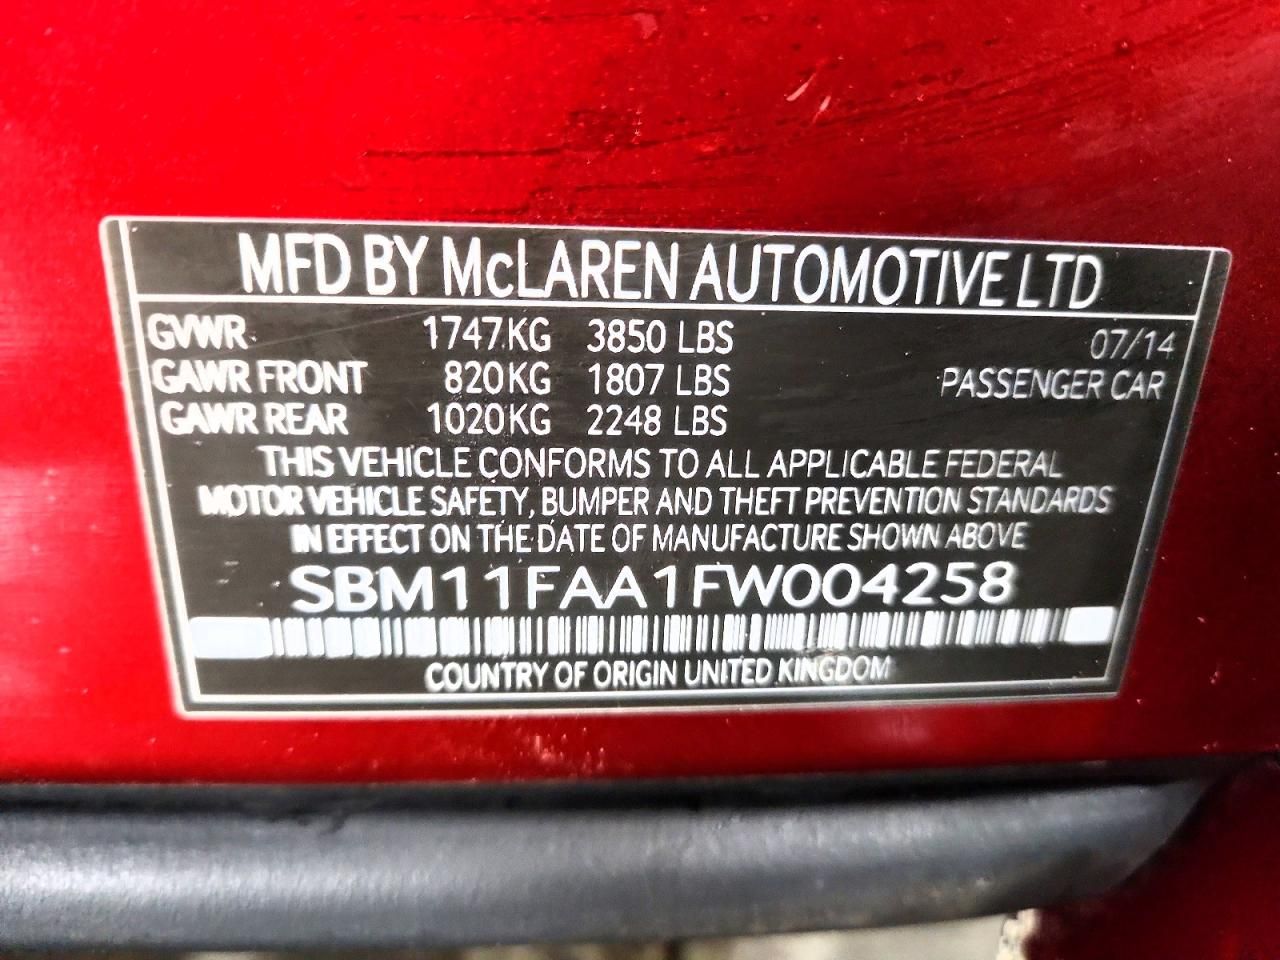 MFD BY McLAREN AUTOMOTIVE LTD
GVWR 1747KG 3850 LBS 07/14
GAWR FRONT 820KG 1807 LBS PASSENGER CAR
GAWR REAR 1020KG 2248 LBS
THIS VEHICLE CONFORMS TO ALL APPLICABLE FEDERAL
MOTOR VEHICLE SAFETY, BUMPER AND THEFT PREVENTION STANDARDS
IN EFFECT ON THE DATE OF MANUFACTURE SHOWN ABOVE
SBM11FAA1FW004258
COUNTRY OF ORIGIN UNITED KINGDOM